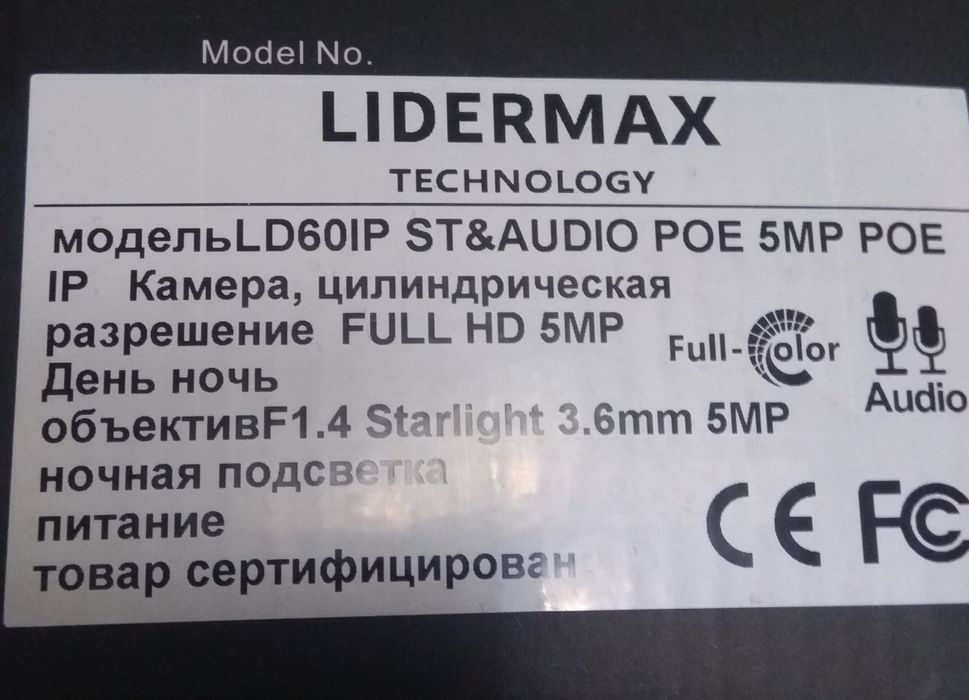 Model No.
LIDERMAX
TECHNOLOGY
модельLD60IP ST&AUDIO POE 5MP POE
IP Камера, цилиндрическая
разрешение FULL HD 5MP
Full-Color
Audio
День ночь
объективF1.4 Starlight 3.6mm 5MP
ночная подсветка
питание
товар сертифицирован
CE FC